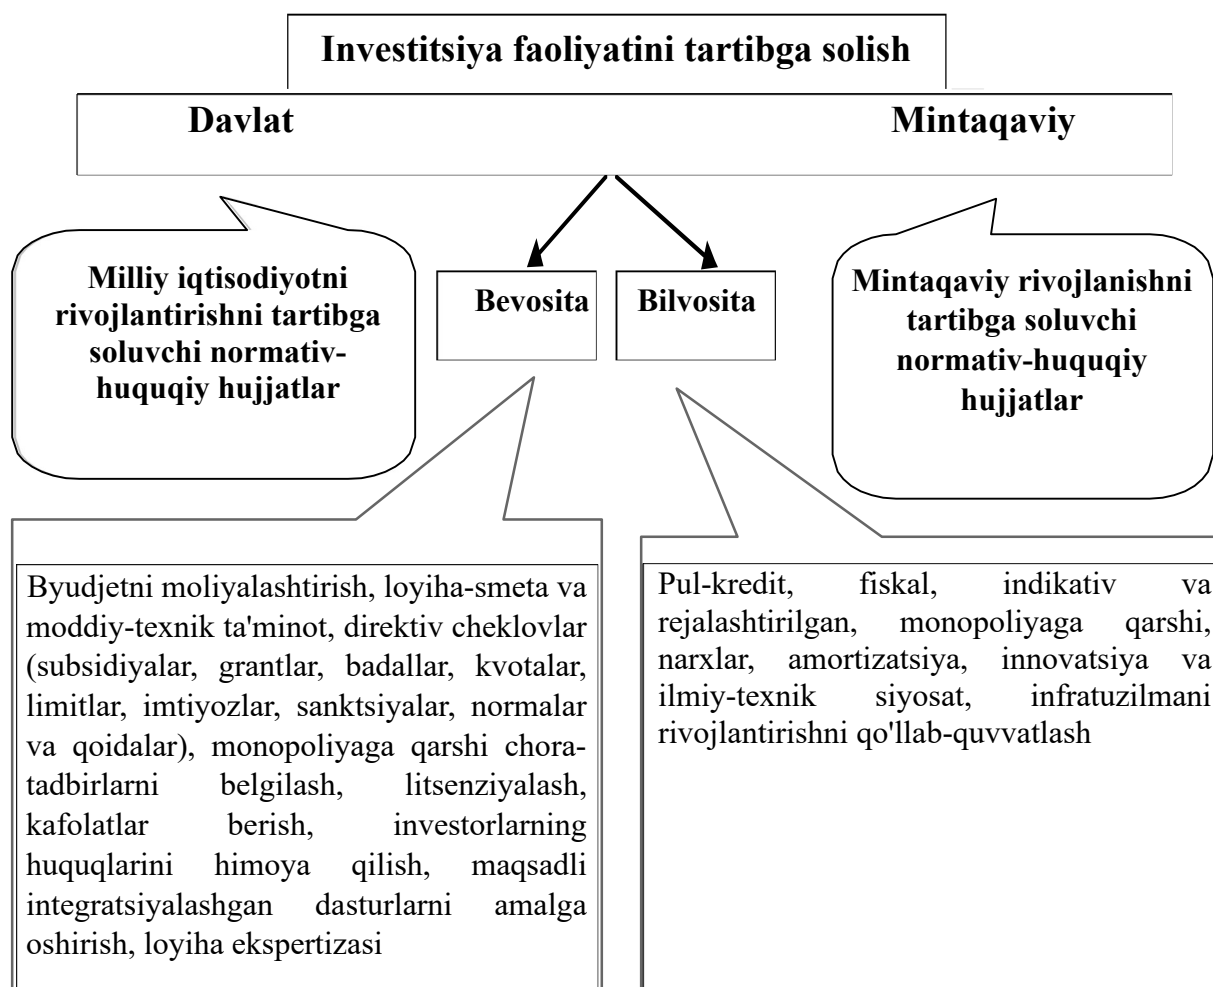 Investitsiya faoliyatini tartibga solish
Davlat
Mintaqaviy
Milliy iqtisodiyotni
rivojlantirishni tartibga
soluvchi normativ-
huquqiy hujjatlar
Bevosita
Bilvosita
Mintaqaviy rivojlanishni
tartibga soluvchi
normativ-huquqiy
hujjatlar
Byudjetni moliyalashtirish, loyiha-smeta va
moddiy-texnik ta'minot, direktiv cheklovlar
(subsidiyalar, grantlar, badallar, kvotalar,
limitlar, imtiyozlar, sanktsiyalar, normalar
va qoidalar), monopoliyaga qarshi chora-
tadbirlarni belgilash, litsenziyalash,
kafolatlar berish, investorlarning
huquqlarini himoya qilish, maqsadli
integratsiyalashgan dasturlarni amalga
oshirish, loyiha ekspertizasi
Pul-kredit, fiskal, indikativ va
rejalashtirilgan, monopoliyaga qarshi,
narxlar, amortizatsiya, innovatsiya va
ilmiy-texnik siyosat, infratuzilmani
rivojlantirishni qo'llab-quvvatlash